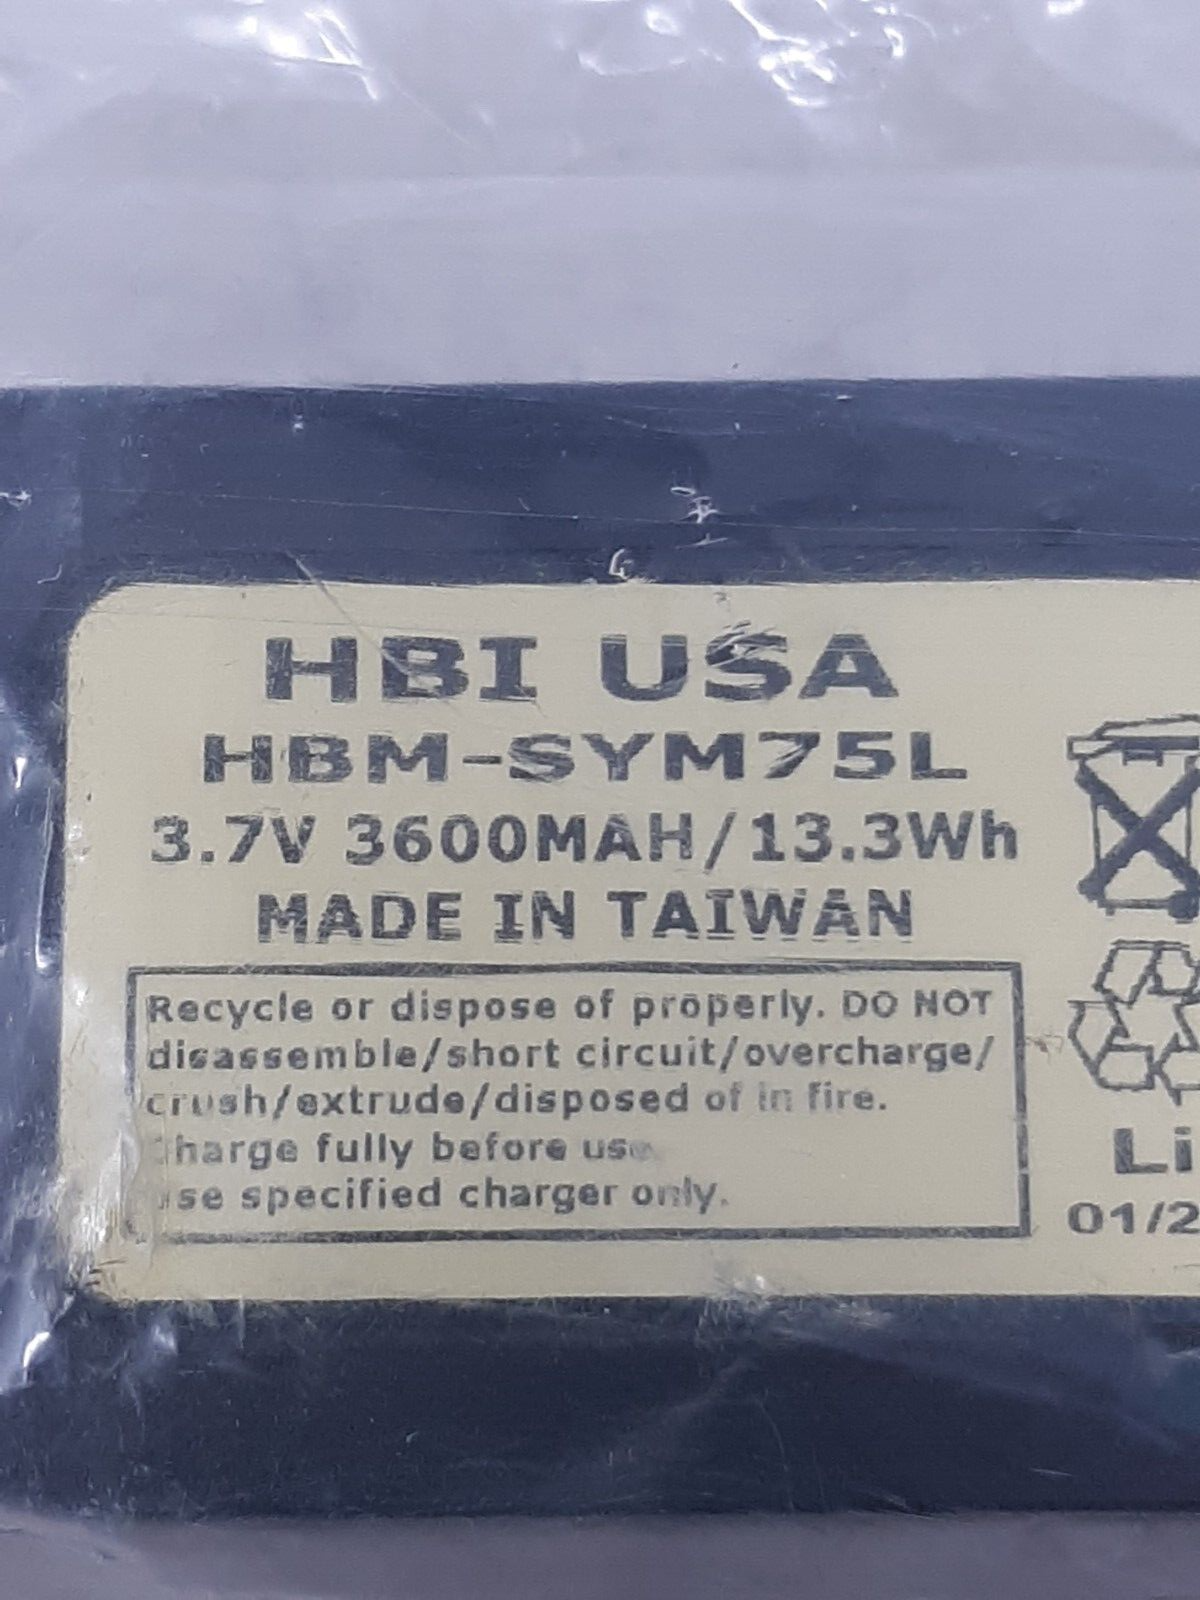 HBI USA
HBM-SYM75L
3.7V 3600MAH/13.3Wh
MADE IN TAIWAN
Recycle or dispose of properly. DO NOT
disassemble/short circuit/overcharge/
crush/extrude/disposed of in fire.
Charge fully before use.
Use specified charger only.
Li
01/2